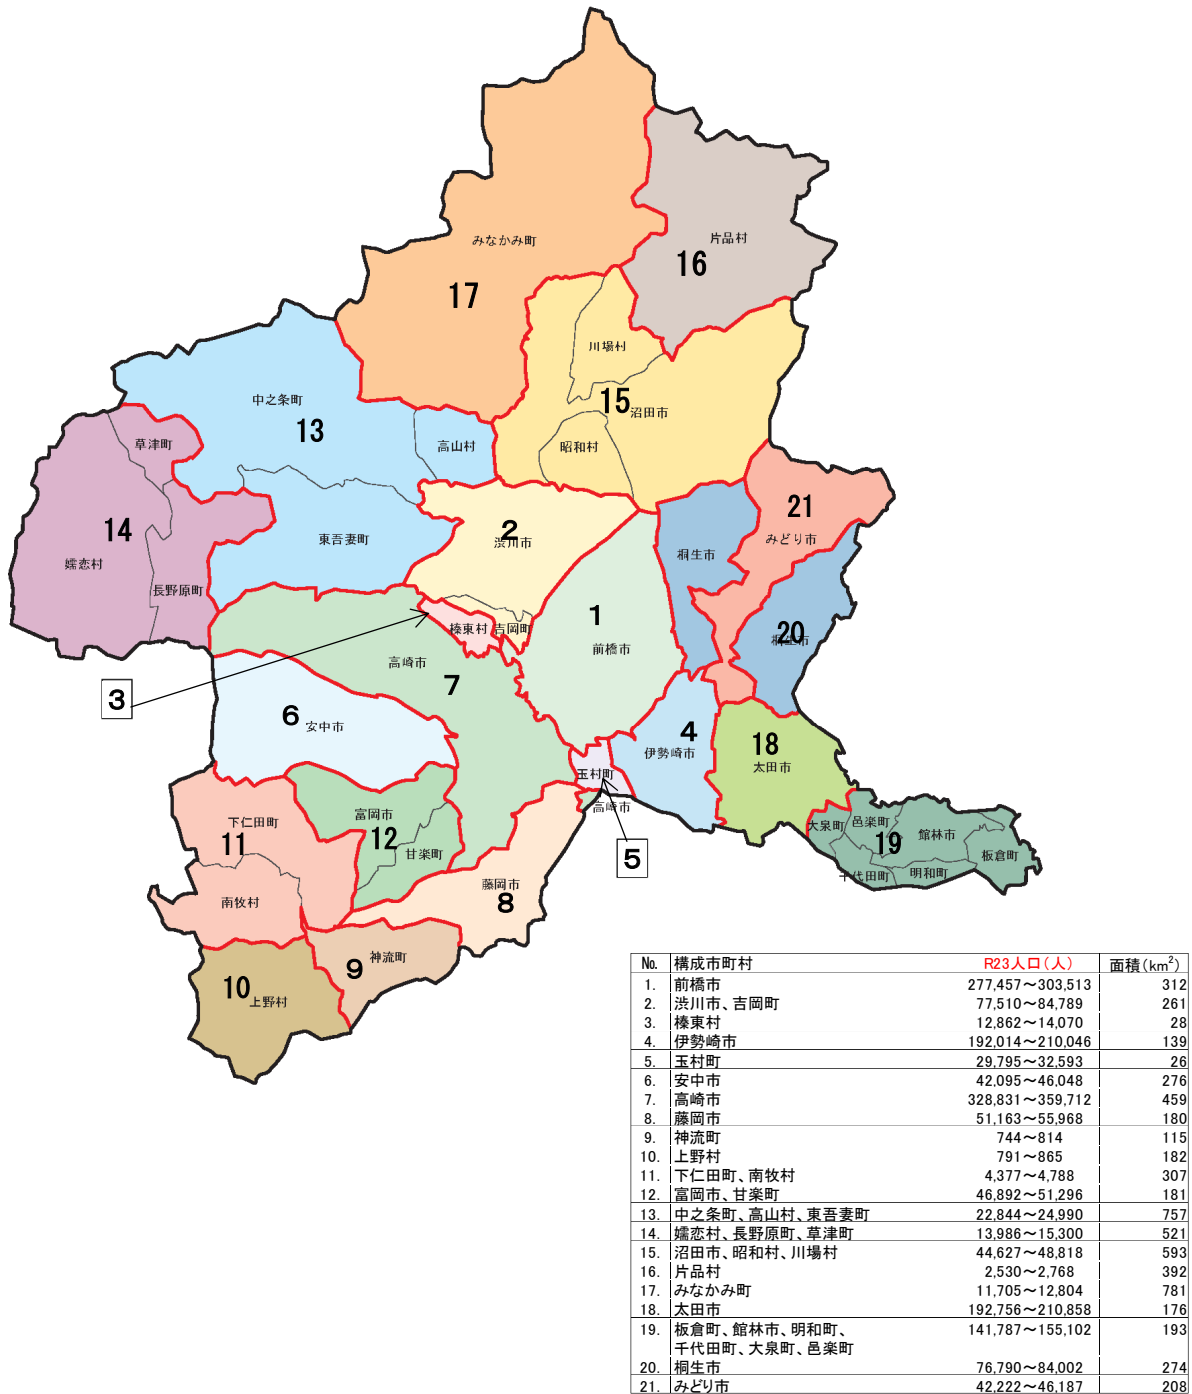 みなかみ町
片品村
16
17
川場村
15
沼田市
中之条町
13
草津町
高山村
昭和村
21
みどり市
14
嬬恋村
長野原町
東吾妻町
2
渋川市
桐生市
1
前橋市
20
桐生市
榛東村
吉岡町
高崎市
7
3
6
安中市
4
伊勢崎市
18
太田市
玉村町
高崎市
5
下仁田町
11
富岡市
12
甘楽町
大泉町
邑楽町
19
館林市
板倉町
千代田町
明和町
藤岡市
8
南牧村
神流町
9
10
上野村
№ 構成市町村 R23人口(人) 面積(km²)
1. 前橋市 277,457～303,513 312
2. 渋川市、吉岡町 77,510～84,789 261
3. 榛東村 12,862～14,070 28
4. 伊勢崎市 192,014～210,046 139
5. 玉村町 29,795～32,593 26
6. 安中市 42,095～46,048 276
7. 高崎市 328,831～359,712 459
8. 藤岡市 51,163～55,968 180
9. 神流町 744～814 115
10. 上野村 791～865 182
11. 下仁田町、南牧村 4,377～4,788 307
12. 富岡市、甘楽町 46,892～51,296 181
13. 中之条町、高山村、東吾妻町 22,844～24,990 757
14. 嬬恋村、長野原町、草津町 13,986～15,300 521
15. 沼田市、昭和村、川場村 44,627～48,818 593
16. 片品村 2,530～2,768 392
17. みなかみ町 11,705～12,804 781
18. 太田市 192,756～210,858 176
19. 板倉町、館林市、明和町、 141,787～155,102 193
千代田町、大泉町、邑楽町
20. 桐生市 76,790～84,002 274
21. みどり市 42,222～46,187 208